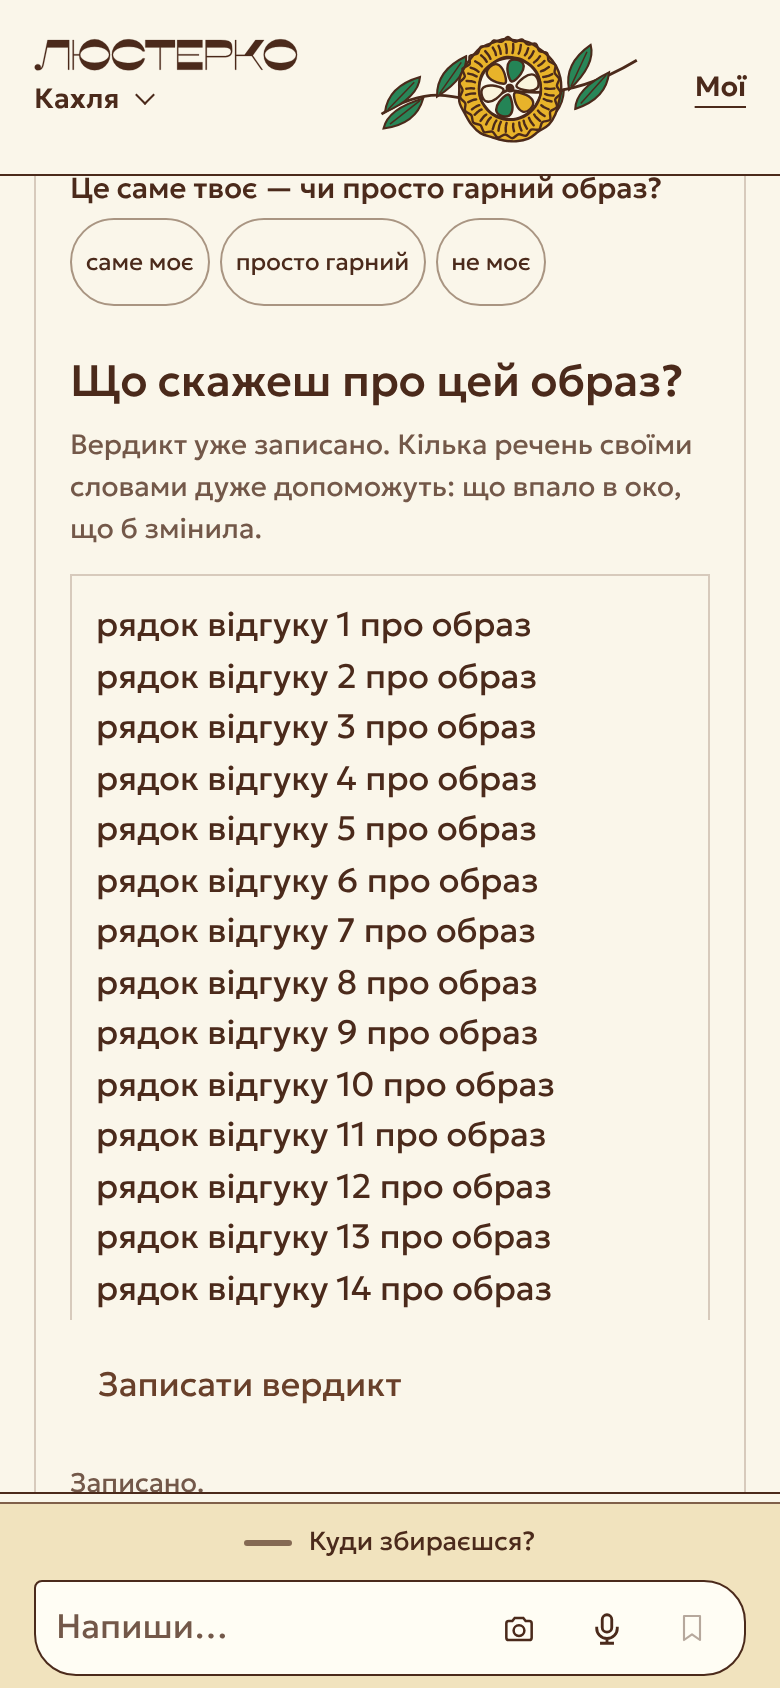 ЛЮСТЕРКО
Кахля
Мої
Це саме твоє — чи просто гарний образ?
саме моє
просто гарний
не моє
Що скажеш про цей образ?
Вердикт уже записано. Кілька речень своїми
словами дуже допоможуть: що впало в око,
що б змінила.
рядок відгуку 1 про образ
рядок відгуку 2 про образ
рядок відгуку 3 про образ
рядок відгуку 4 про образ
рядок відгуку 5 про образ
рядок відгуку 6 про образ
рядок відгуку 7 про образ
рядок відгуку 8 про образ
рядок відгуку 9 про образ
рядок відгуку 10 про образ
рядок відгуку 11 про образ
рядок відгуку 12 про образ
рядок відгуку 13 про образ
рядок відгуку 14 про образ
Записати вердикт
Записано.
Куди збираєшся?
Напиши...